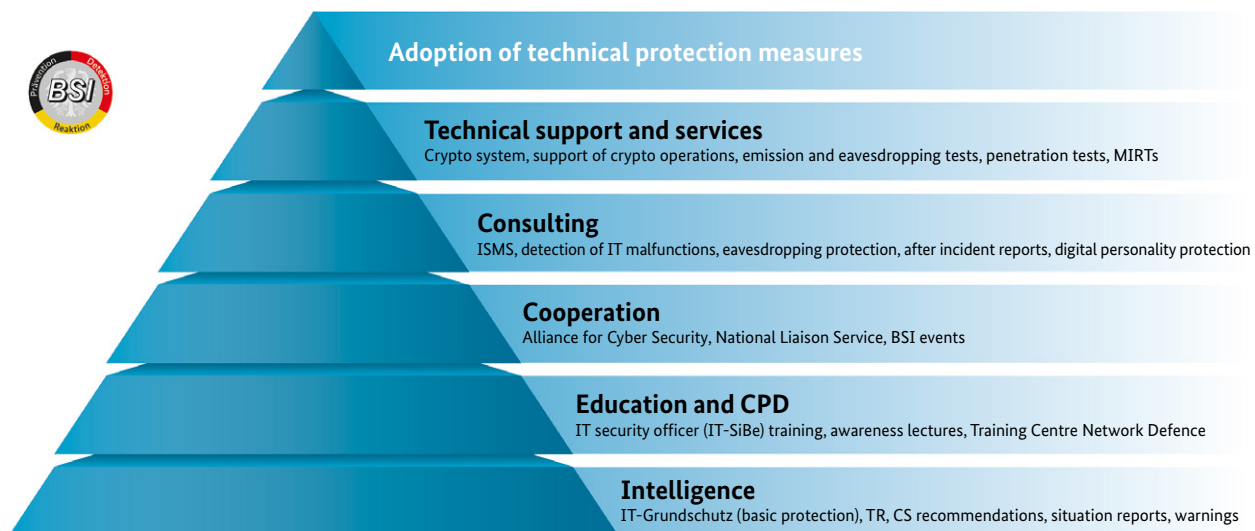 Prävention
Detektion
BSI
Reaktion
Adoption of technical protection measures
Technical support and services
Crypto system, support of crypto operations, emission and eavesdropping tests, penetration tests, MIRTs
Consulting
ISMS, detection of IT malfunctions, eavesdropping protection, after incident reports, digital personality protection
Cooperation
Alliance for Cyber Security, National Liaison Service, BSI events
Education and CPD
IT security officer (IT-SiBe) training, awareness lectures, Training Centre Network Defence
Intelligence
IT-Grundschutz (basic protection), TR, CS recommendations, situation reports, warnings